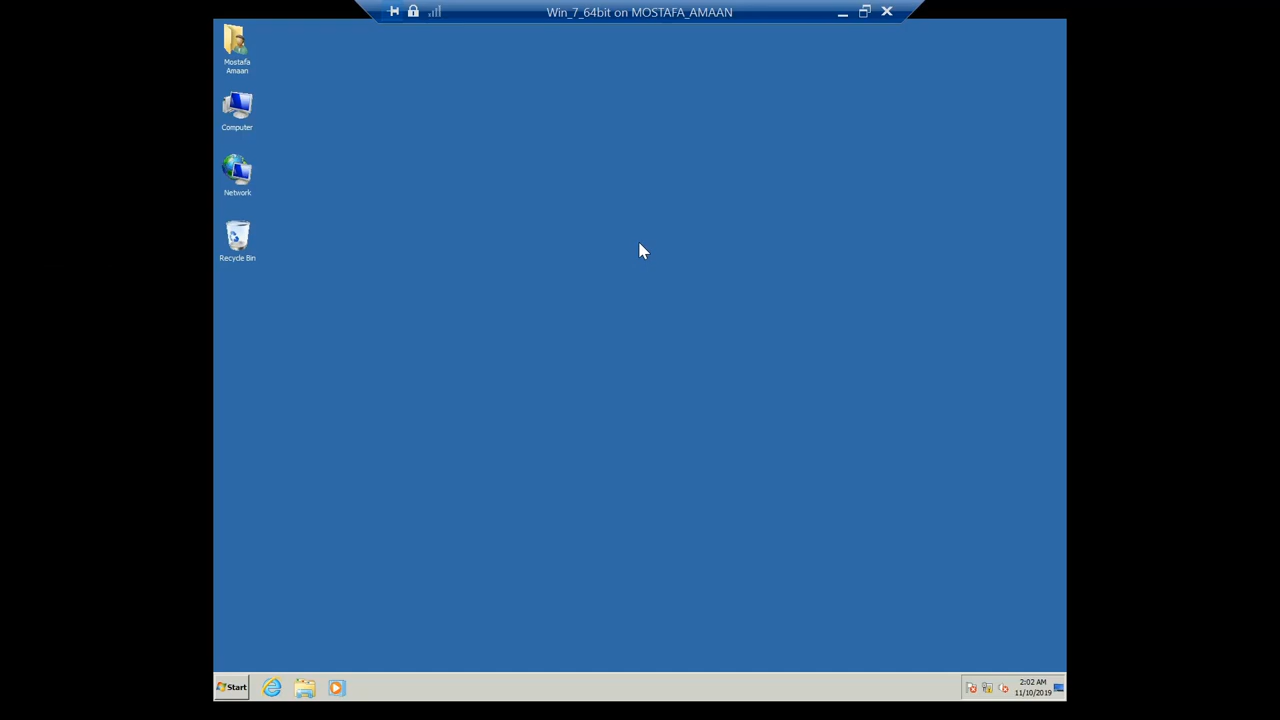 Win_7_64bit on MOSTAFA_AMAAN
Mostafa
Amaan
Computer
Network
Recycle Bin
Start
2:02 AM
11/10/2019